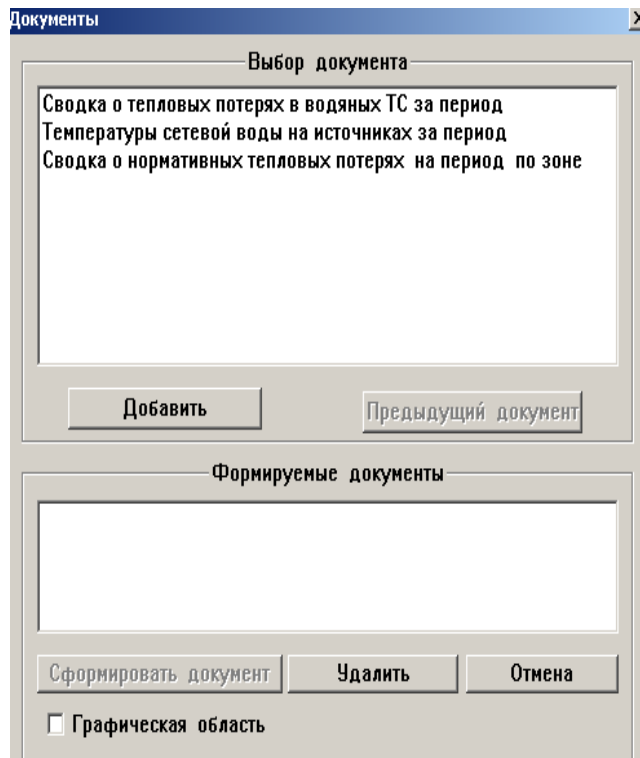 Документы
Выбор документа
Сводка о тепловых потерях в водяных ТС за период
Температуры сетевой воды на источниках за период
Сводка о нормативных тепловых потерях на период по зоне
Добавить
Предыдущий документ
Формируемые документы
Сформировать документ
Удалить
Отмена
Графическая область